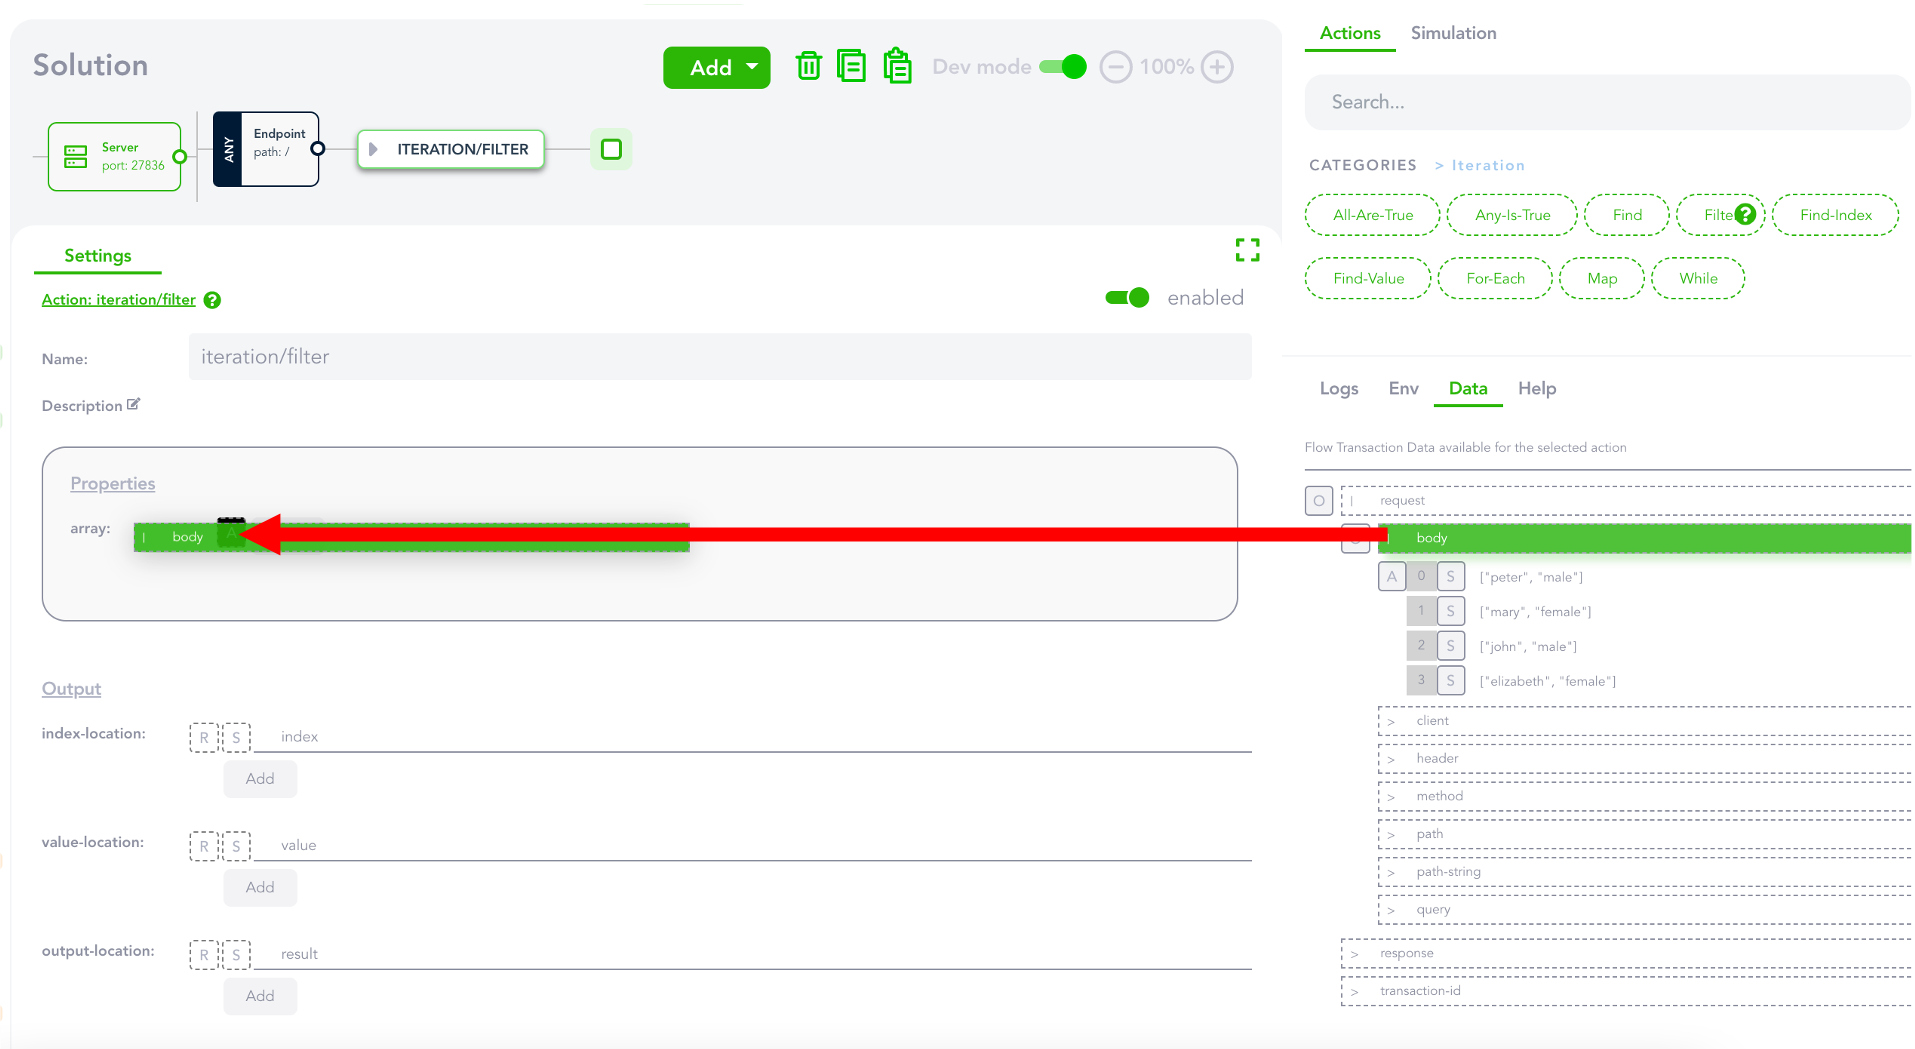 Solution
Add
Dev mode
100%
Server
port: 27836
ANY
Endpoint
path: /
ITERATION/FILTER
Settings
Action: iteration/filter ?
enabled
Name:
iteration/filter
Description
Properties
array:
| body A
Output
index-location:
R S index
Add
value-location:
R S value
Add
output-location:
R S result
Add
Actions Simulation
Search...
CATEGORIES > Iteration
All-Are-True Any-Is-True Find Filte ? Find-Index
Find-Value For-Each Map While
Logs Env Data Help
Flow Transaction Data available for the selected action
O | request
| body
A 0 S ["peter", "male"]
1 S ["mary", "female"]
2 S ["john", "male"]
3 S ["elizabeth", "female"]
> client
> header
> method
> path
> path-string
> query
> response
> transaction-id